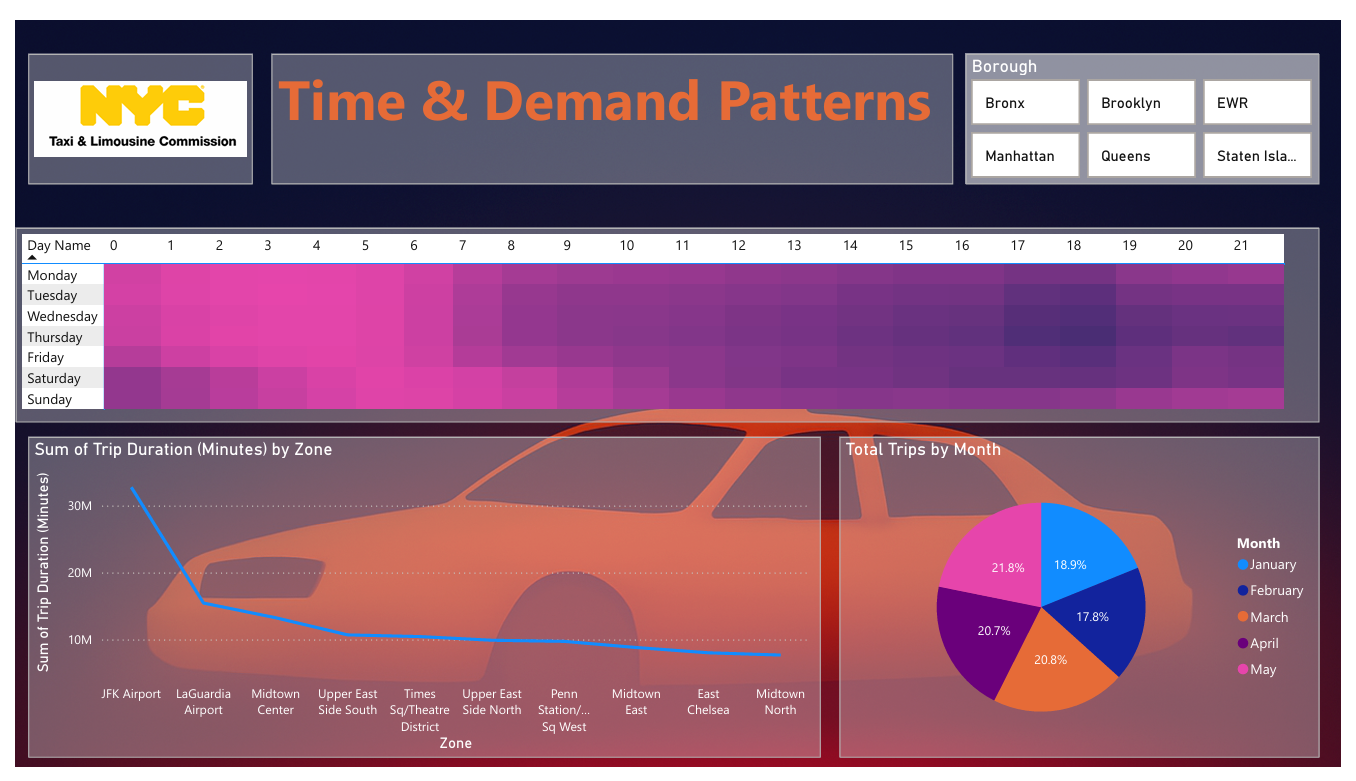 NYC
Taxi & Limousine Commission
Time & Demand Patterns
Borough
Bronx
Brooklyn
EWR
Manhattan
Queens
Staten Isla...
Day Name 0 1 2 3 4 5 6 7 8 9 10 11 12 13 14 15 16 17 18 19 20 21
Monday
Tuesday
Wednesday
Thursday
Friday
Saturday
Sunday
Sum of Trip Duration (Minutes) by Zone
Sum of Trip Duration (Minutes)
30M
20M
10M
JFK Airport
LaGuardia
Airport
Midtown
Center
Upper East
Side South
Times
Sq/Theatre
District
Upper East
Side North
Penn
Station/...
Sq West
Midtown
East
East
Chelsea
Midtown
North
Zone
Total Trips by Month
21.8%
18.9%
17.8%
20.7%
20.8%
Month
January
February
March
April
May